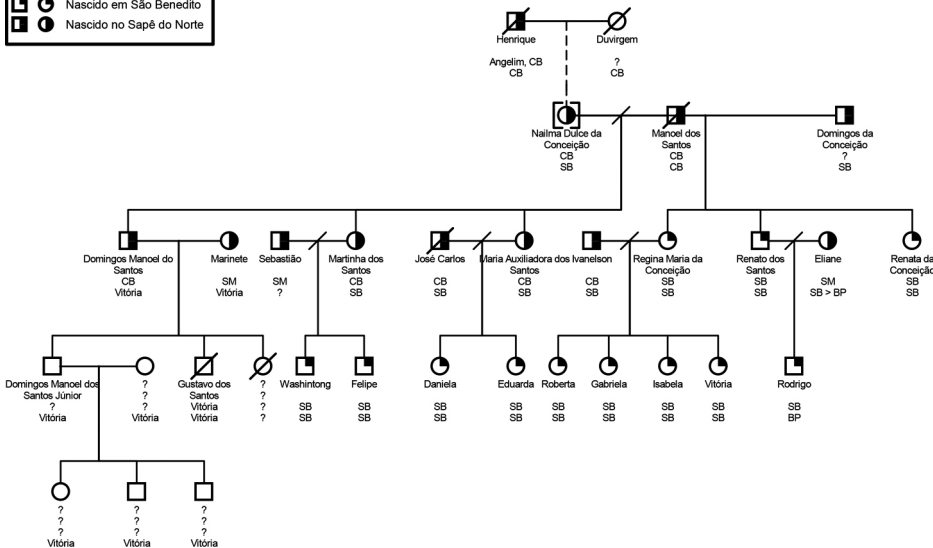 Nascido em São Benedito
Nascido no Sapê do Norte
Henrique
Angelim, CB
CB
Duvirgem
?
CB
Nailma Dulce da
Conceição
CB
SB
Manoel dos
Santos
CB
CB
Domingos da
Conceição
?
SB
Domingos Manoel do
Santos
CB
Vitória
Marinete
SM
Vitória
Sebastião
SM
?
Martinha dos
Santos
CB
SB
José Carlos
CB
SB
Maria Auxiliadora dos
Santos
CB
SB
Ivanelson
CB
SB
Regina Maria da
Conceição
SB
SB
Renato dos
Santos
SB
SB
Eliane
SM
SB > BP
Renata da
Conceição
SB
SB
Domingos Manoel dos
Santos Júnior
?
Vitória
?
?
?
Vitória
Gustavo dos
Santos
Vitória
Vitória
?
?
?
?
Washintong
SB
SB
Felipe
SB
SB
Daniela
SB
SB
Eduarda
SB
SB
Roberta
SB
SB
Gabriela
SB
SB
Isabela
SB
SB
Vitória
SB
SB
Rodrigo
SB
BP
?
?
?
Vitória
?
?
?
Vitória
?
?
?
Vitória